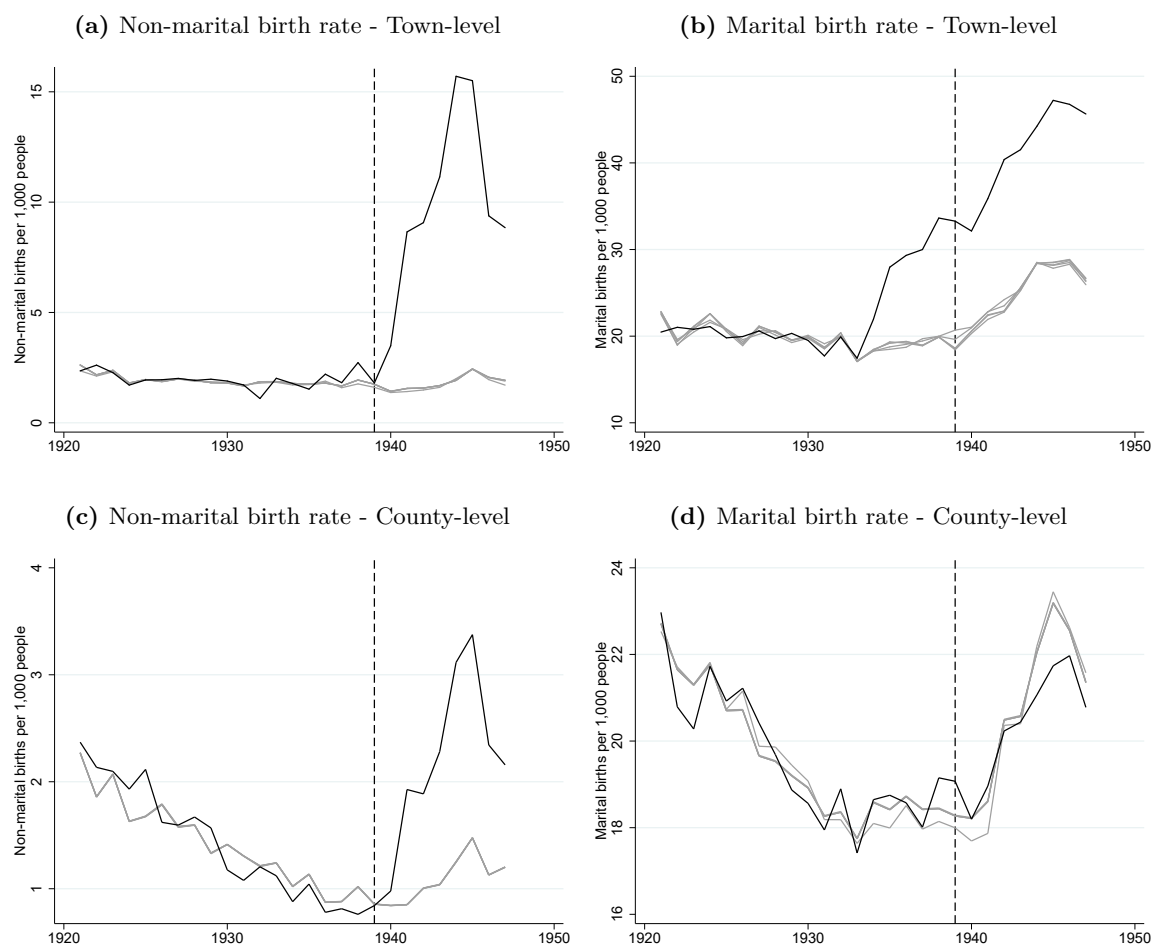 (a) Non-marital birth rate - Town-level
Non-marital births per 1,000 people
15
10
5
0
1920 1930 1940 1950
(b) Marital birth rate - Town-level
Marital births per 1,000 people
50
40
30
20
10
1920 1930 1940 1950
(c) Non-marital birth rate - County-level
Non-marital births per 1,000 people
4
3
2
1
1920 1930 1940 1950
(d) Marital birth rate - County-level
Marital births per 1,000 people
24
22
20
18
16
1920 1930 1940 1950